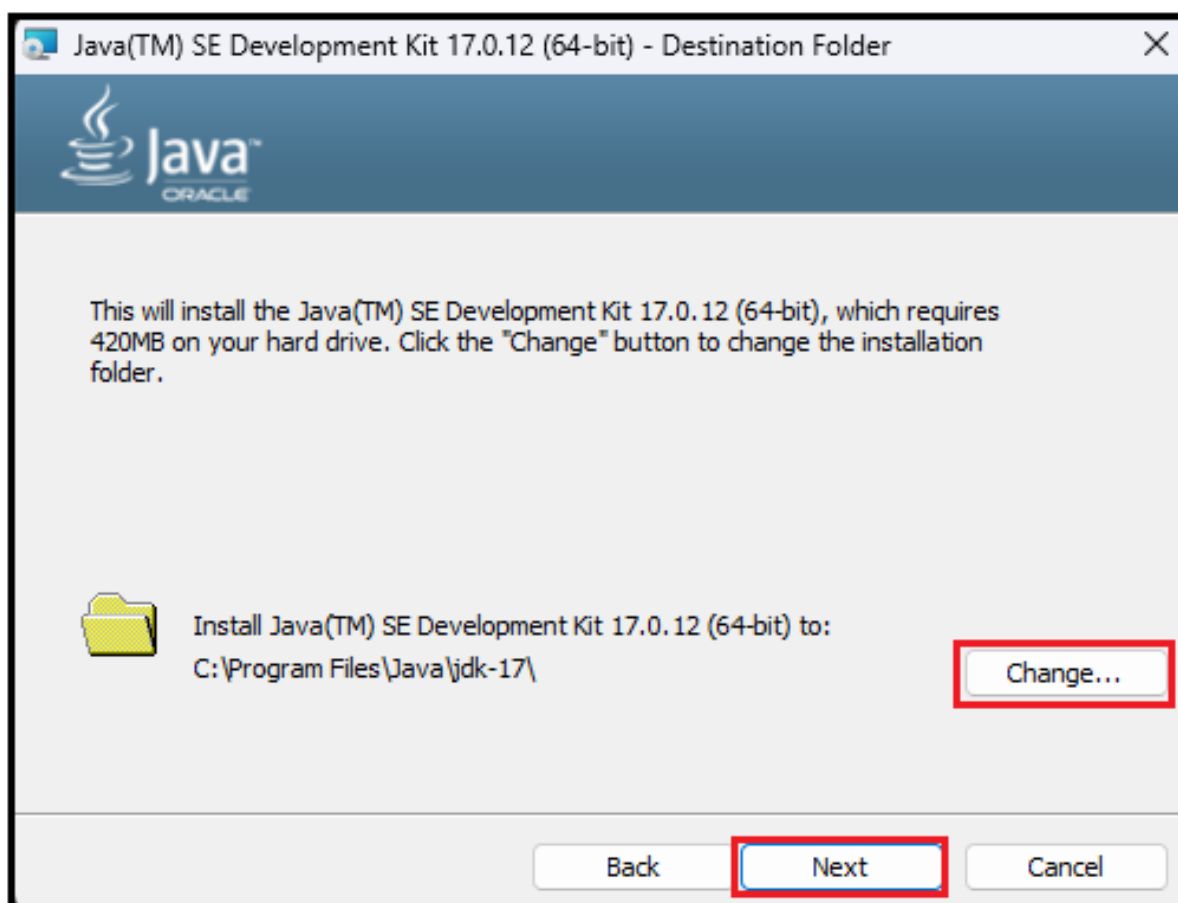 Java(TM) SE Development Kit 17.0.12 (64-bit) - Destination Folder
Java™
ORACLE
This will install the Java(TM) SE Development Kit 17.0.12 (64-bit), which requires
420MB on your hard drive. Click the "Change" button to change the installation
folder.
Install Java(TM) SE Development Kit 17.0.12 (64-bit) to:
C:\Program Files\Java\jdk-17\
Change...
Back
Next
Cancel